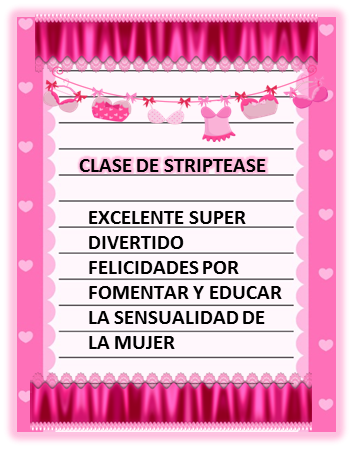 CLASE DE STRIPTEASE
EXCELENTE SUPER
DIVERTIDO
FELICIDADES POR
FOMENTAR Y EDUCAR
LA SENSUALIDAD DE
LA MUJER